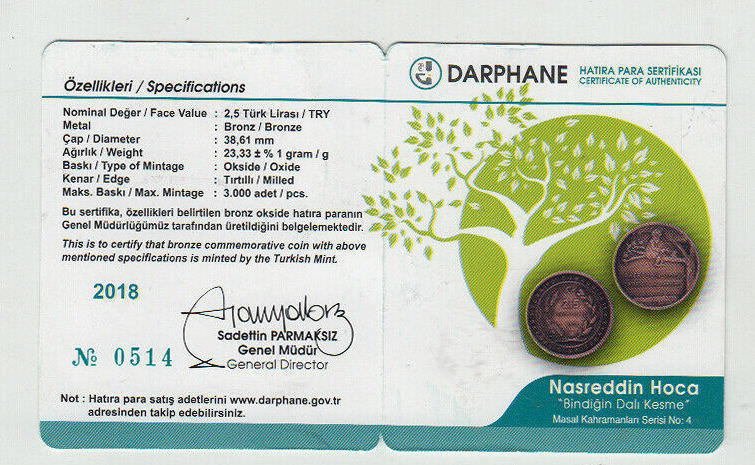 Özellikleri / Specifications
Nominal Değer / Face Value : 2,5 Türk Lirası / TRY
Metal : Bronz / Bronze
Çap / Diameter : 38,61 mm
Ağırlık / Weight : 23,33 ± % 1 gram / g
Baskı / Type of Mintage : Okside / Oxide
Kenar / Edge : Tırtıllı / Milled
Maks. Baskı / Max. Mintage : 3.000 adet / pcs.
Bu sertifika, özellikleri belirtilen bronz okside hatıra paranın
Genel Müdürlüğümüz tarafından üretildiğini belgelemektedir.
This is to certify that bronze commemorative coin with above
mentioned specifications is minted by the Turkish Mint.
2018
Sadettin PARMAKSIZ
Genel Müdür
General Director
№ 0514
Not : Hatıra para satış adetlerini www.darphane.gov.tr
adresinden takip edebilirsiniz.
DARPHANE
HATIRA PARA SERTİFİKASI
CERTIFICATE OF AUTHENTICITY
Nasreddin Hoca
"Bindiğin Dalı Kesme"
Masal Kahramanları Serisi No: 4